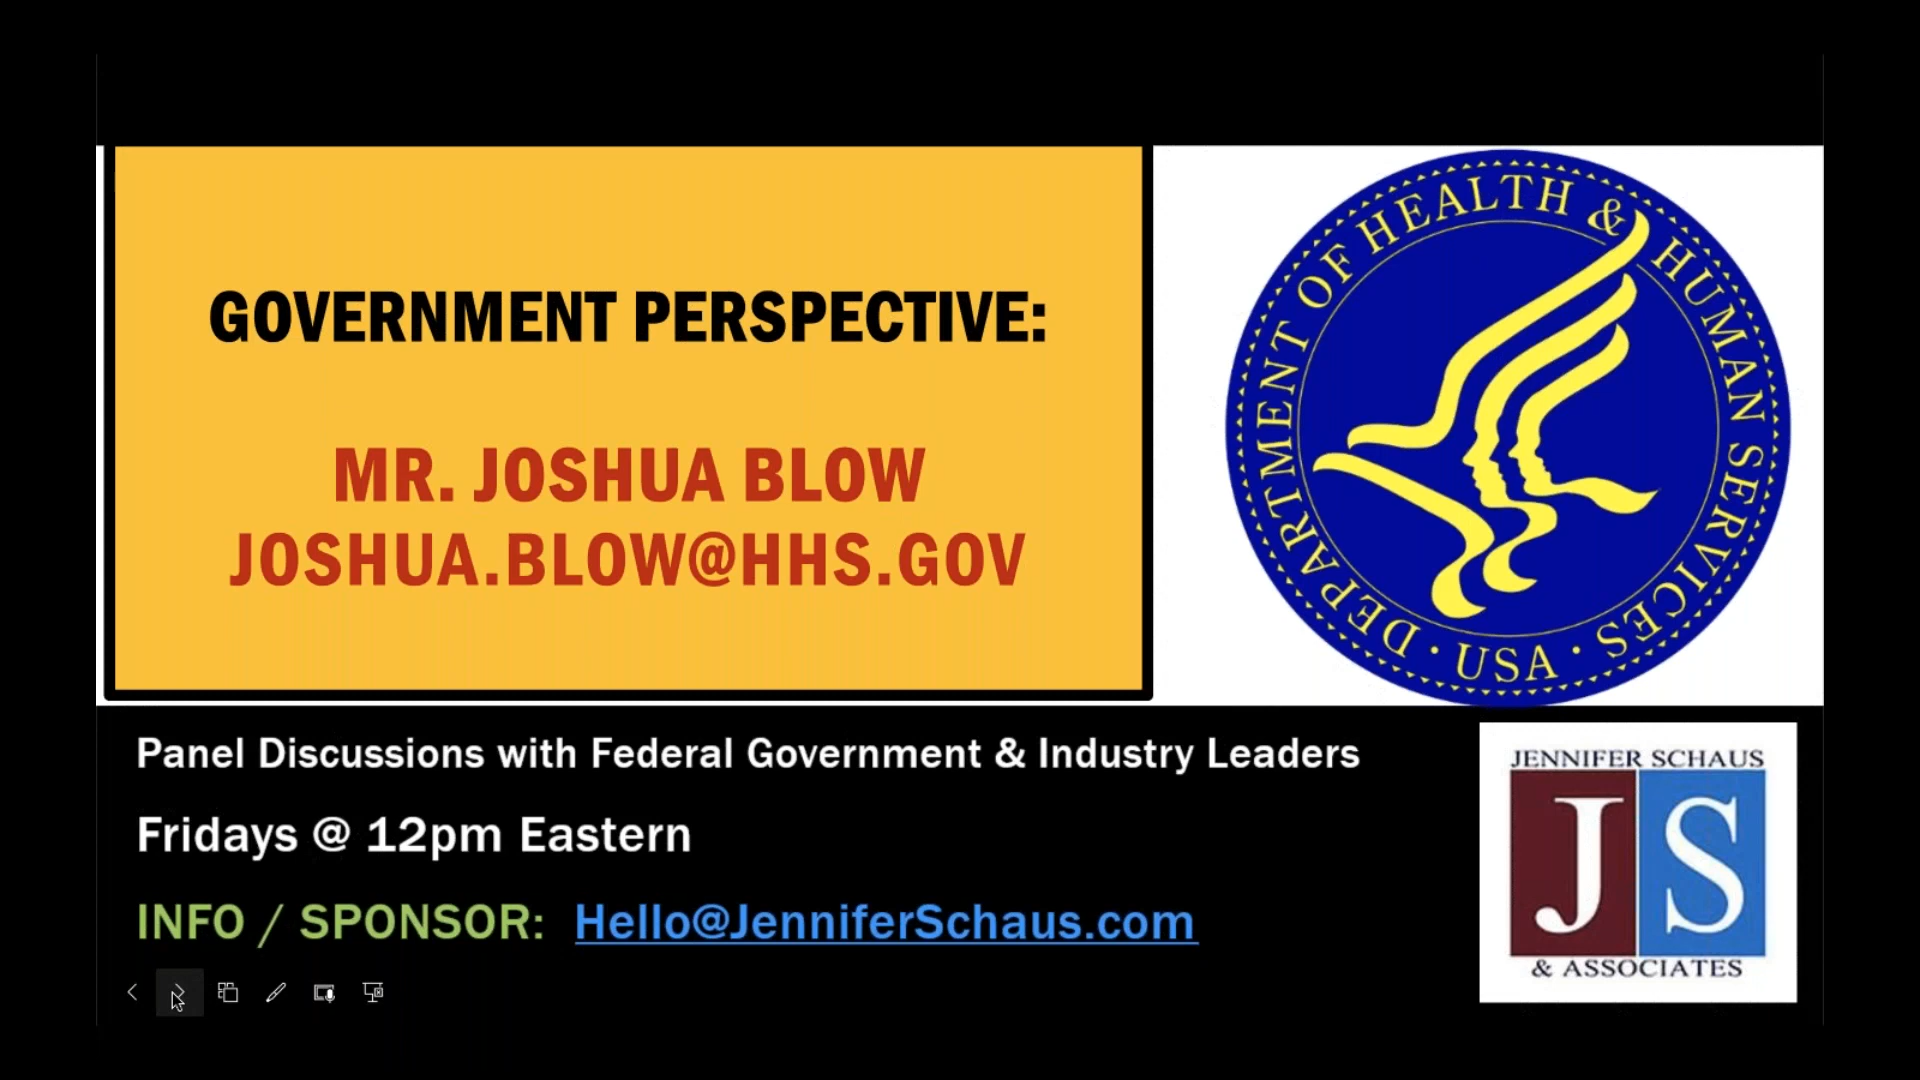 GOVERNMENT PERSPECTIVE:
MR. JOSHUA BLOW
JOSHUA.BLOW@HHS.GOV
DEPARTMENT OF HEALTH & HUMAN SERVICES · USA ·
Panel Discussions with Federal Government & Industry Leaders
Fridays @ 12pm Eastern
INFO / SPONSOR: Hello@JenniferSchaus.com
JENNIFER SCHAUS
JS
& ASSOCIATES